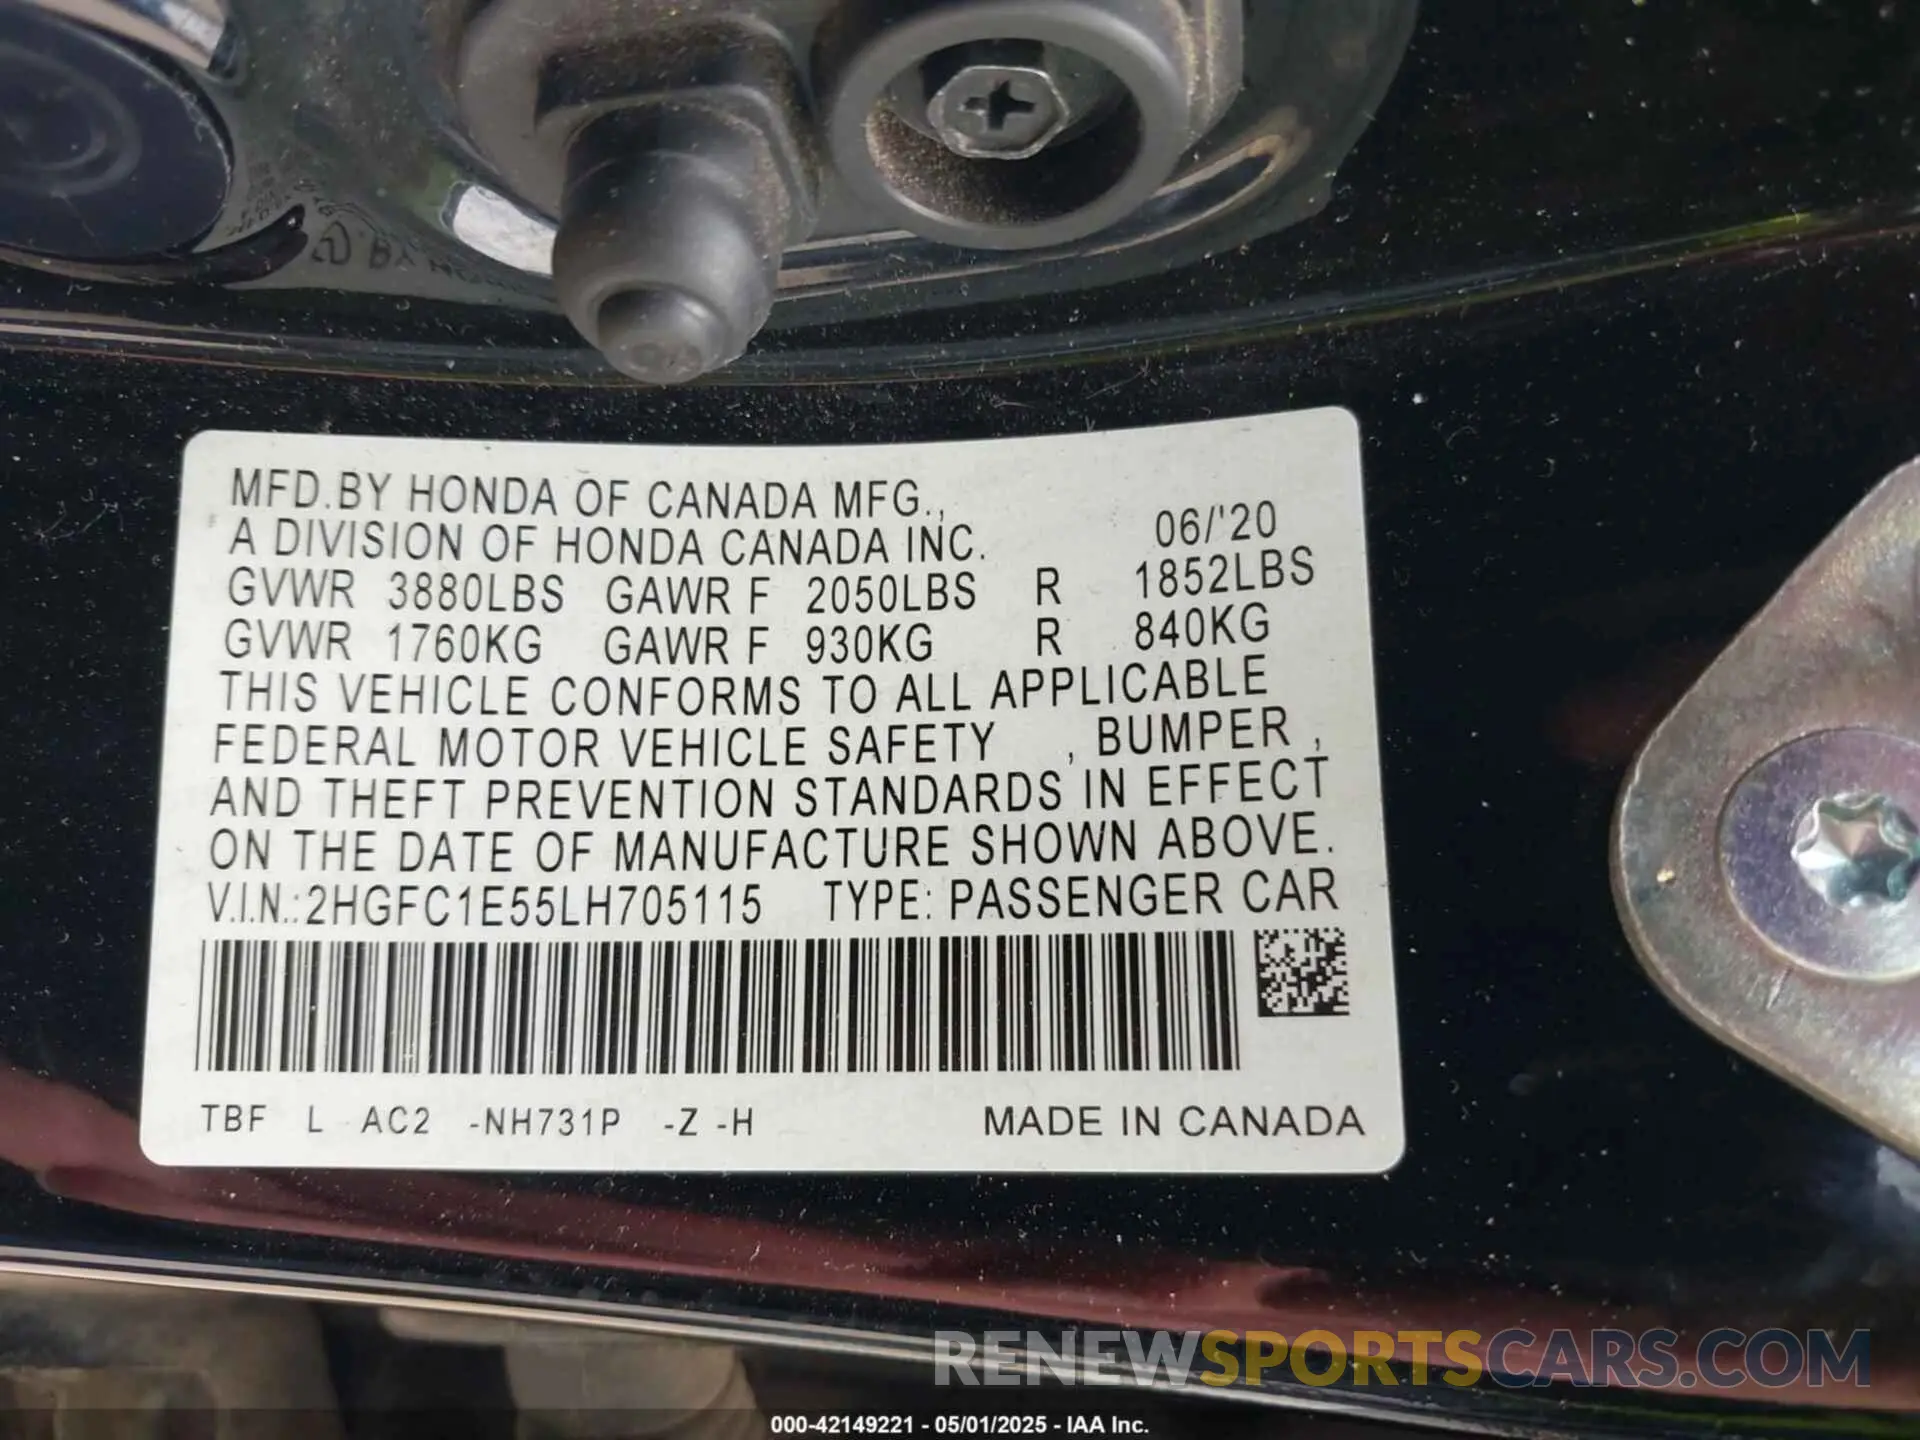 MFD.BY HONDA OF CANADA MFG.,
A DIVISION OF HONDA CANADA INC. 06/'20
GVWR 3880LBS GAWR F 2050LBS R 1852LBS
GVWR 1760KG GAWR F 930KG R 840KG
THIS VEHICLE CONFORMS TO ALL APPLICABLE
FEDERAL MOTOR VEHICLE SAFETY , BUMPER ,
AND THEFT PREVENTION STANDARDS IN EFFECT
ON THE DATE OF MANUFACTURE SHOWN ABOVE.
V.I.N.:2HGFC1E55LH705115 TYPE: PASSENGER CAR
TBF L AC2 -NH731P -Z -H MADE IN CANADA
RENEWSPORTSCARS.COM
000-42149221 - 05/01/2025 - IAA Inc.